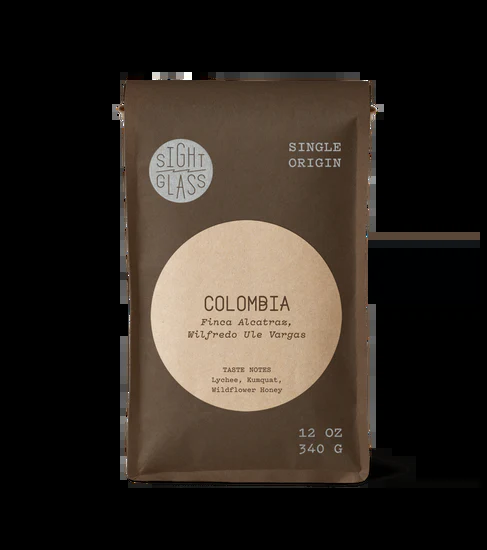 SIGHT
GLASS
SINGLE
ORIGIN
COLOMBIA
Finca Alcatraz,
Wilfredo Ule Vargas
TASTE NOTES
Lychee, Kumquat,
Wildflower Honey
12 OZ
340 G